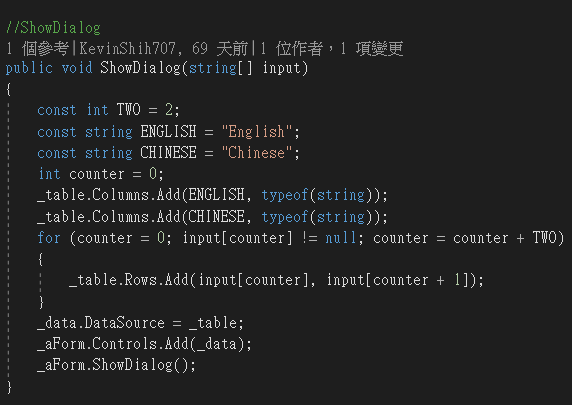 //ShowDialog
1 個參考|KevinShih707, 69 天前|1 位作者，1 項變更
public void ShowDialog(string[] input)
{
const int TWO = 2;
const string ENGLISH = "English";
const string CHINESE = "Chinese";
int counter = 0;
_table.Columns.Add(ENGLISH, typeof(string));
_table.Columns.Add(CHINESE, typeof(string));
for (counter = 0; input[counter] != null; counter = counter + TWO)
{
_table.Rows.Add(input[counter], input[counter + 1]);
}
_data.DataSource = _table;
_aForm.Controls.Add(_data);
_aForm.ShowDialog();
}